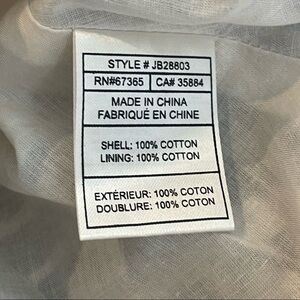 STYLE # JB28803
RN#67365 CA# 35884
MADE IN CHINA
FABRIQUÉ EN CHINE
SHELL: 100% COTTON
LINING: 100% COTTON
EXTÉRIEUR: 100% COTON
DOUBLURE: 100% COTON